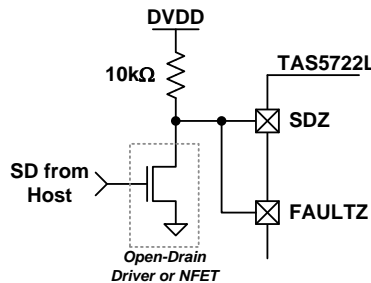 DVDD
10kΩ
TAS5722L
SDZ
SD from
Host
FAULTZ
Open-Drain
Driver or NFET